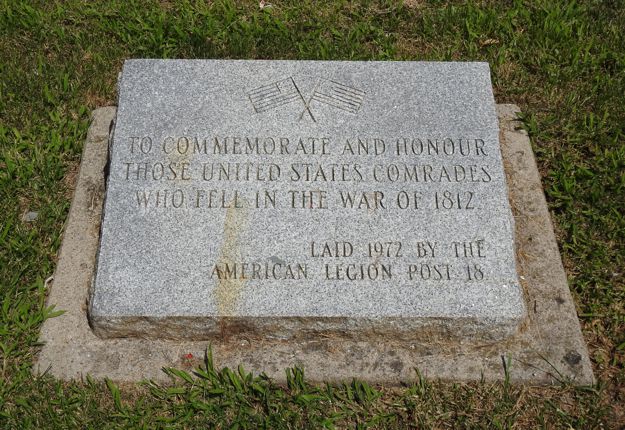 TO COMMEMORATE AND HONOUR
THOSE UNITED STATES COMRADES
WHO FELL IN THE WAR OF 1812.
LAID 1972 BY THE
AMERICAN LEGION POST 18.